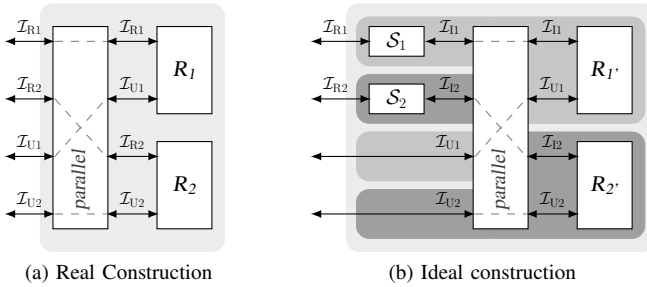 I_R1 I_R1 R_1
I_R2 I_U1
I_U1 I_R2 R_2
I_U2 I_U2
parallel
(a) Real Construction
I_R1 S_1 I_I1 I_I1 R_1'
I_R2 S_2 I_I2 I_U1
I_U1 I_I2 R_2'
I_U2 I_U2
parallel
(b) Ideal construction